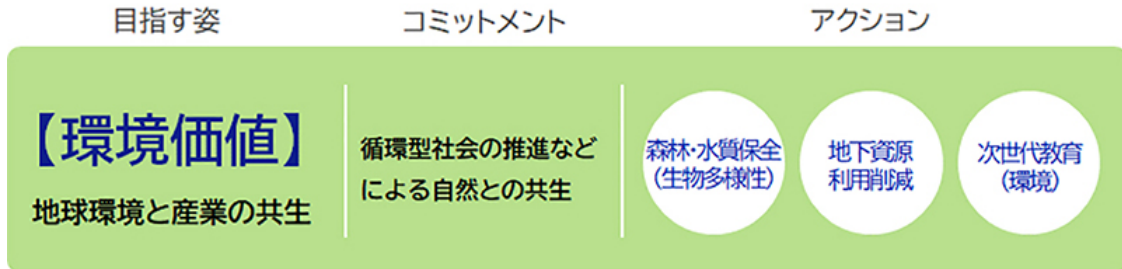 目指す姿
コミットメント
アクション
【環境価値】
地球環境と産業の共生
循環型社会の推進など
による自然との共生
森林・水質保全
(生物多様性)
地下資源
利用削減
次世代教育
(環境)